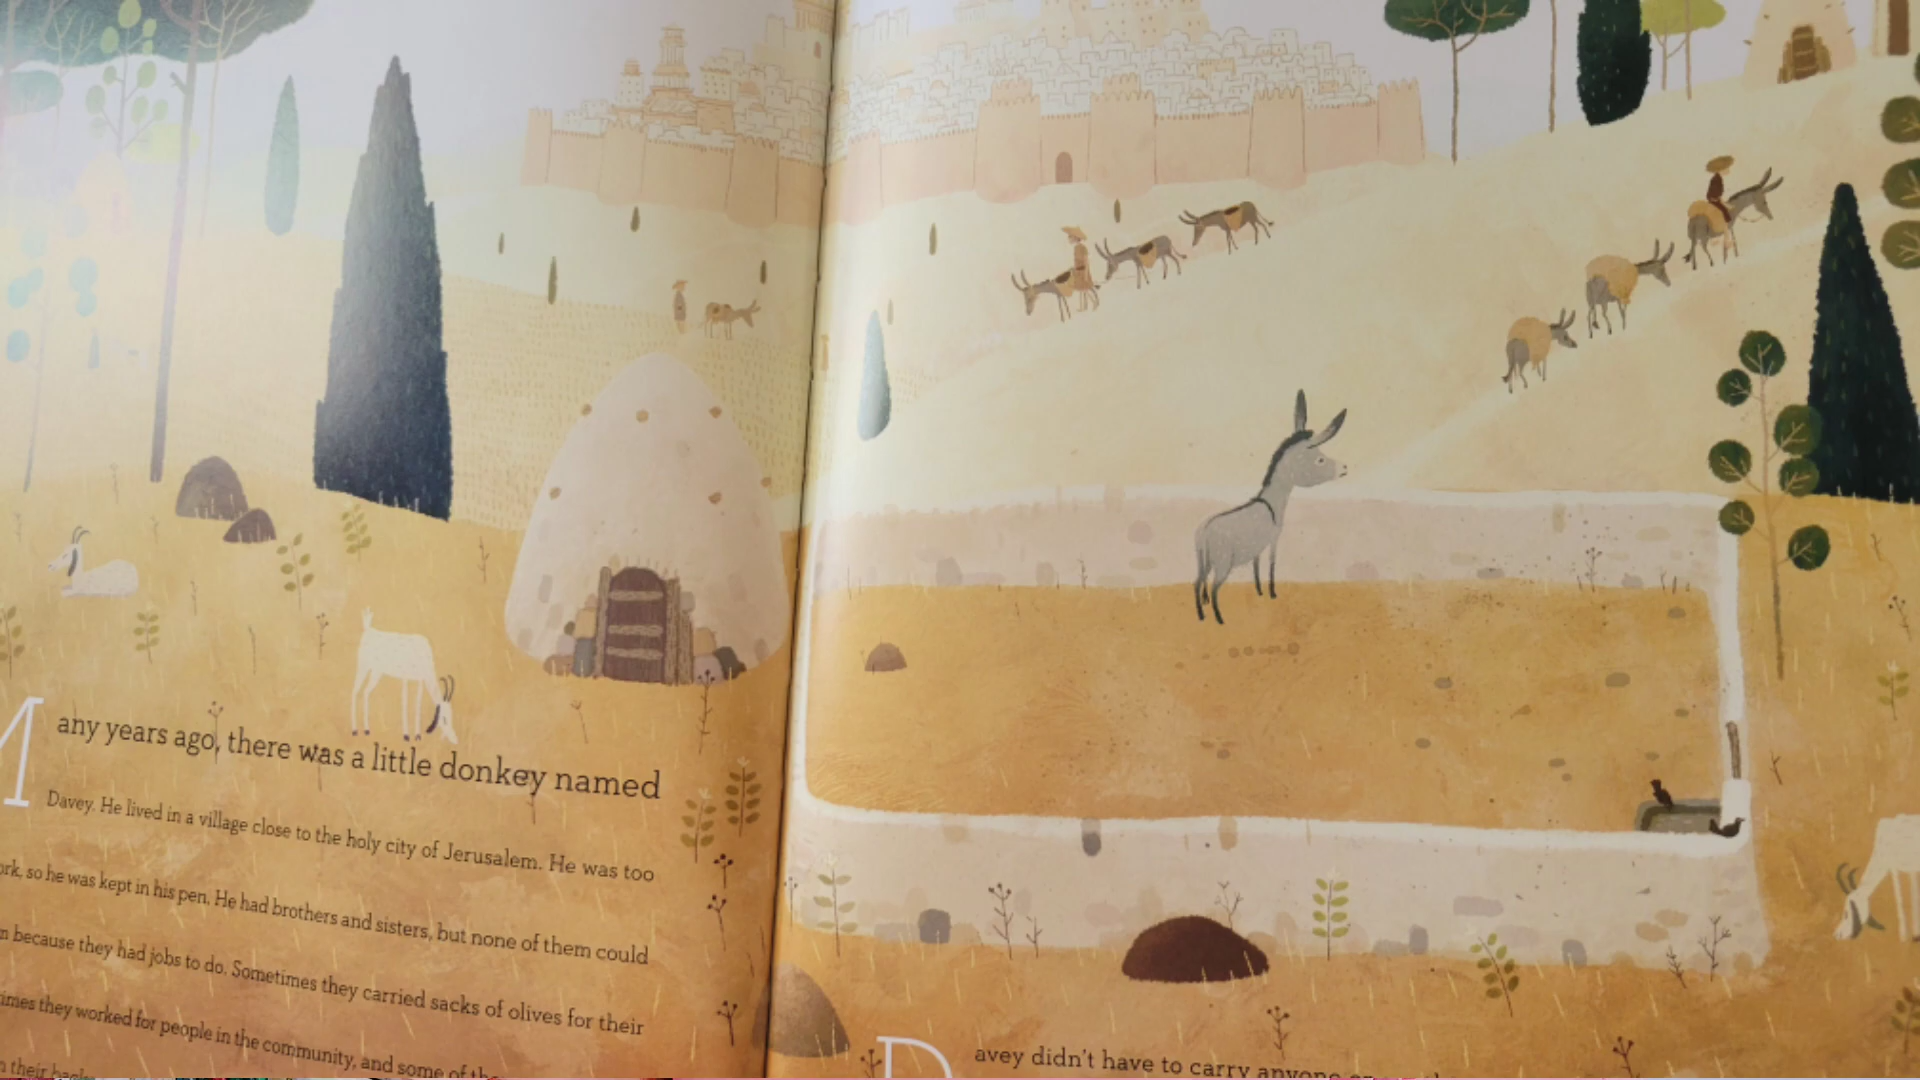 Many years ago, there was a little donkey named
Davey. He lived in a village close to the holy city of Jerusalem. He was too
so he was kept in his pen. He had brothers and sisters, but none of them could
because they had jobs to do. Sometimes they carried sacks of olives for their
they worked for people in the community, and some of
their
Davey didn't have to carry anyone